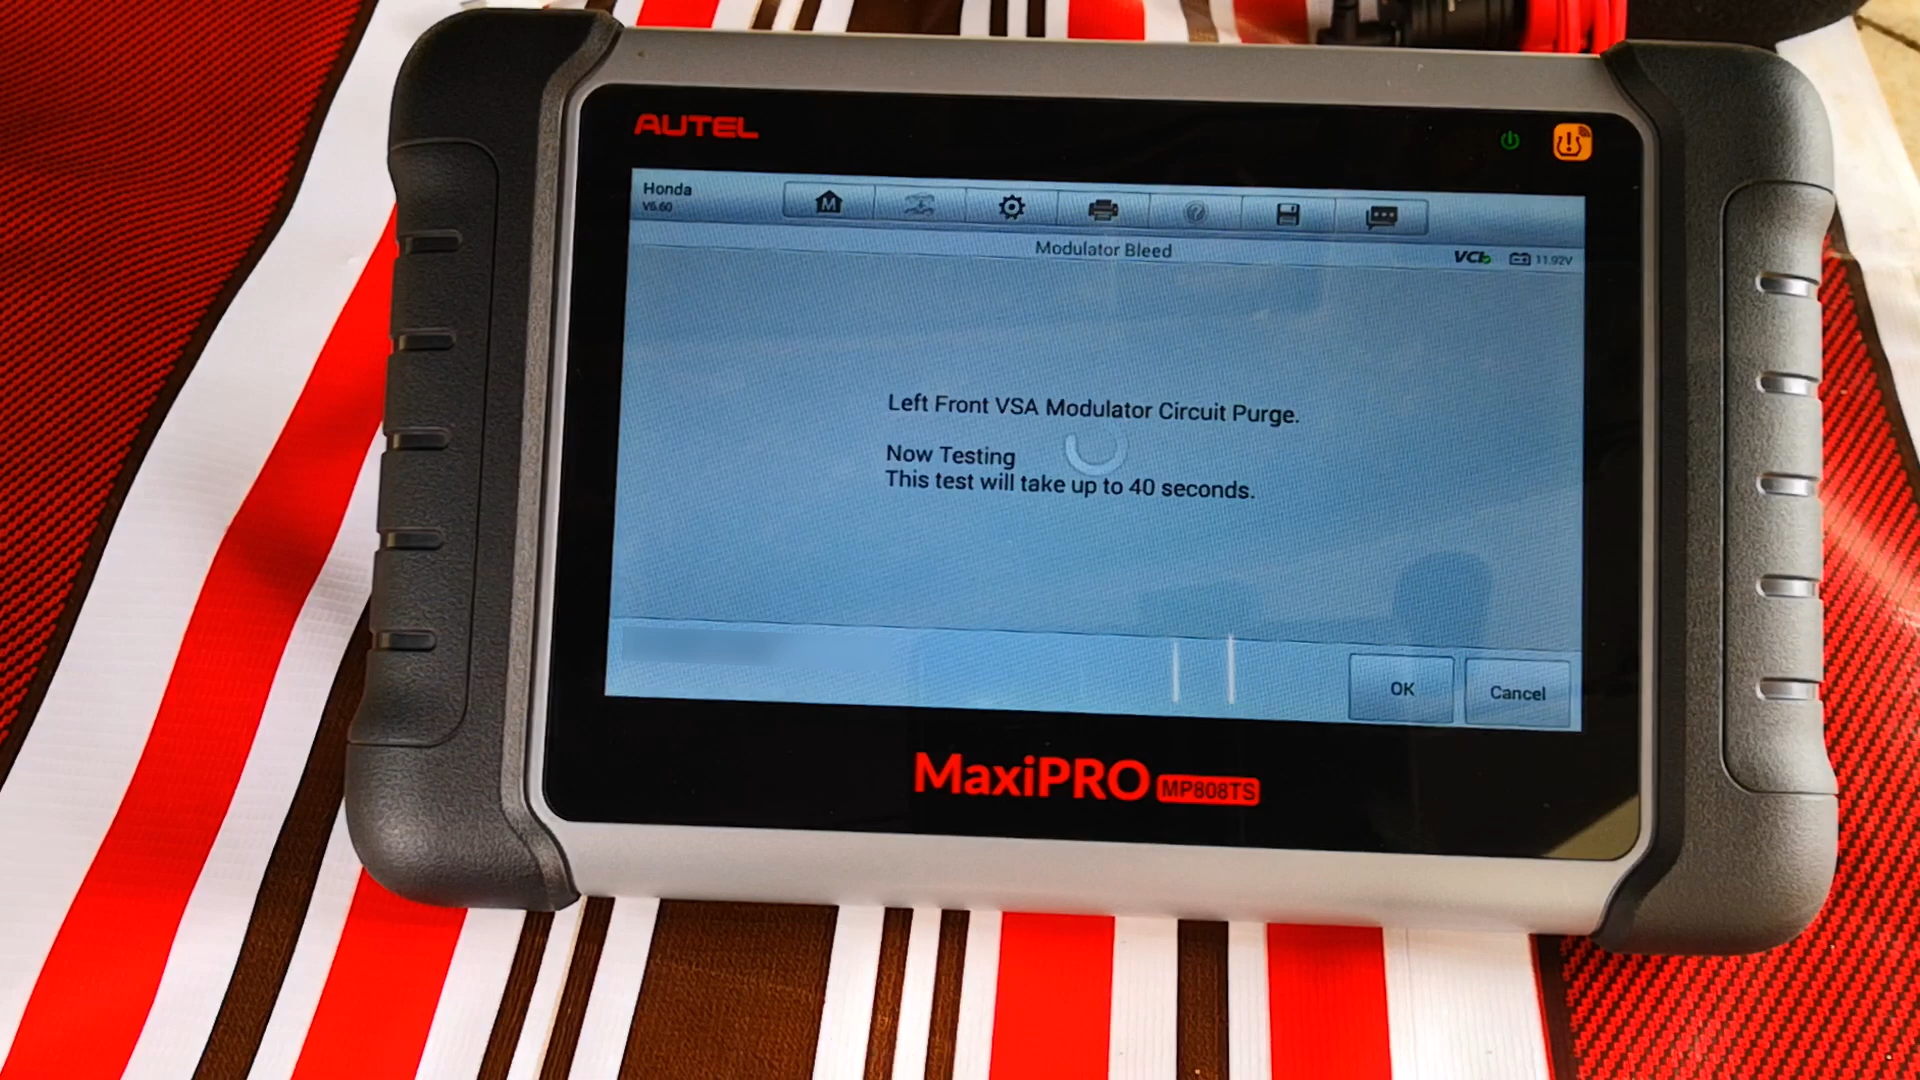 AUTEL
Honda
V6.60
M
Modulator Bleed
VCI
11.92V
Left Front VSA Modulator Circuit Purge.
Now Testing
This test will take up to 40 seconds.
OK
Cancel
MaxiPRO MP808TS